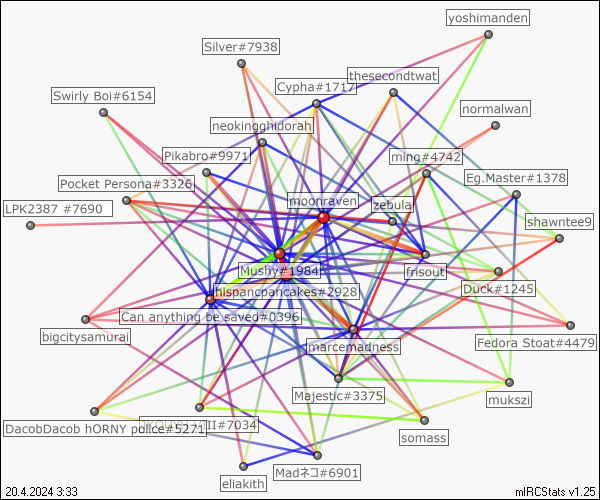 yoshimanden
Silver#7938
Cypha#1717
thesecondtwat
Swirly Boi#6154
normalwan
neokingghidorah
Pikabro#9971
ming#4742
Pocket Persona#3326
Eg.Master#1378
LPK2387 #7690
moonraven
zebular
shawntee9
Mushy#1984
frisout
hispancpancakes#2928
Duck#1245
Can anything be saved#0396
bigcitysamurai
marcemadness
Fedora Stoat#4479
Majestic#3375
mukszi
DacobDacob hORNY police#5271
#7034
somass
Madネコ#6901
eliakith
20.4.2024 3:33
mIRCStats v1.25